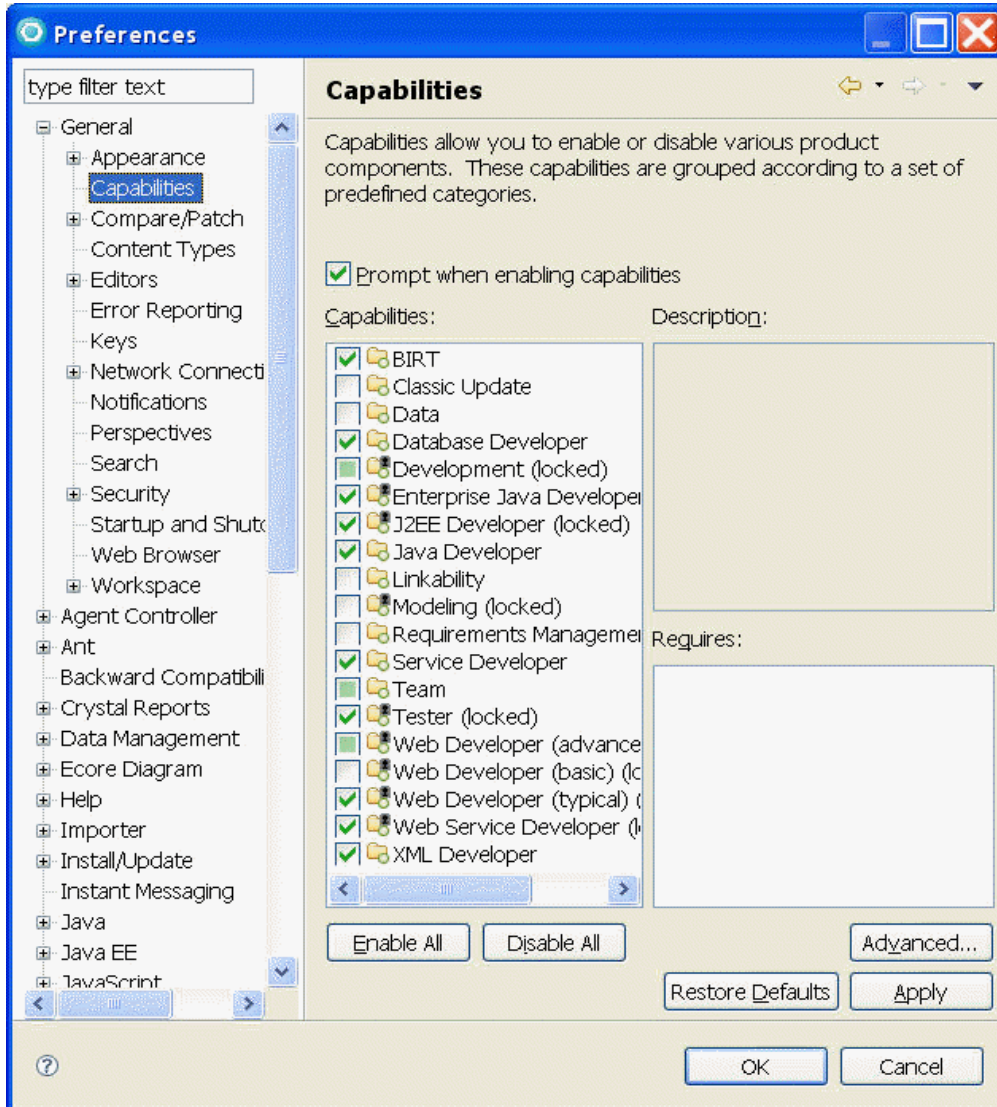 Preferences
type filter text
General
Appearance
Capabilities
Compare/Patch
Content Types
Editors
Error Reporting
Keys
Network Connecti
Notifications
Perspectives
Search
Security
Startup and Shutd
Web Browser
Workspace
Agent Controller
Ant
Backward Compatibili
Crystal Reports
Data Management
Ecore Diagram
Help
Importer
Install/Update
Instant Messaging
Java
Java EE
JavaScript
Capabilities
Capabilities allow you to enable or disable various product
components. These capabilities are grouped according to a set of
predefined categories.
Prompt when enabling capabilities
Capabilities:
BIRT
Classic Update
Data
Database Developer
Development (locked)
Enterprise Java Developer
J2EE Developer (locked)
Java Developer
Linkability
Modeling (locked)
Requirements Managemen
Service Developer
Team
Tester (locked)
Web Developer (advance
Web Developer (basic) (lo
Web Developer (typical) (
Web Service Developer (l
XML Developer
Description:
Requires:
Enable All
Disable All
Advanced...
Restore Defaults
Apply
?
OK
Cancel